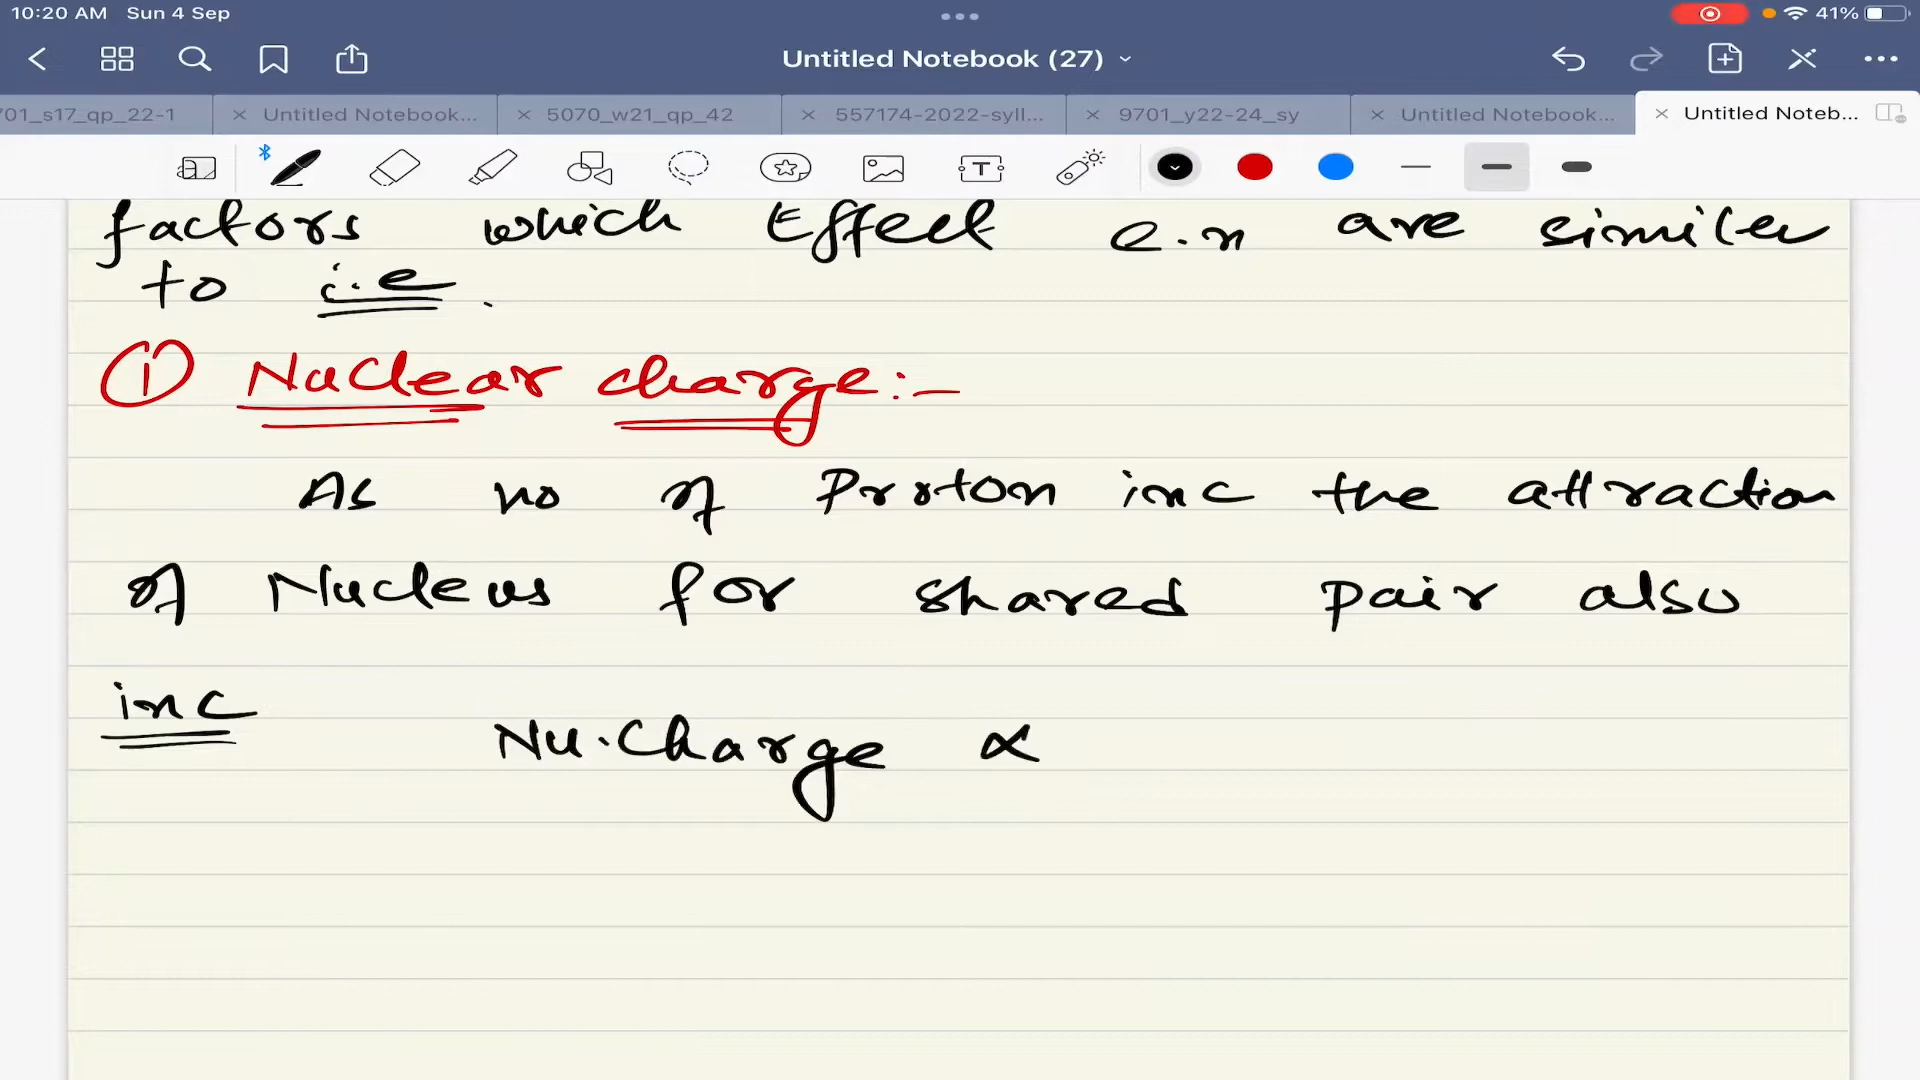 10:20 AM Sun 4 Sep
41%
Untitled Notebook (27)
701_s17_qp_22-1
Untitled Notebook...
5070_w21_qp_42
557174-2022-syll...
9701_y22-24_sy
Untitled Notebook...
Untitled Noteb...
factors which Effect e.n are similer
to i.e.
① Nuclear charge:-
As no of Proton inc the attraction
of Nucleus for shared pair also
inc
Nu.Charge ∝